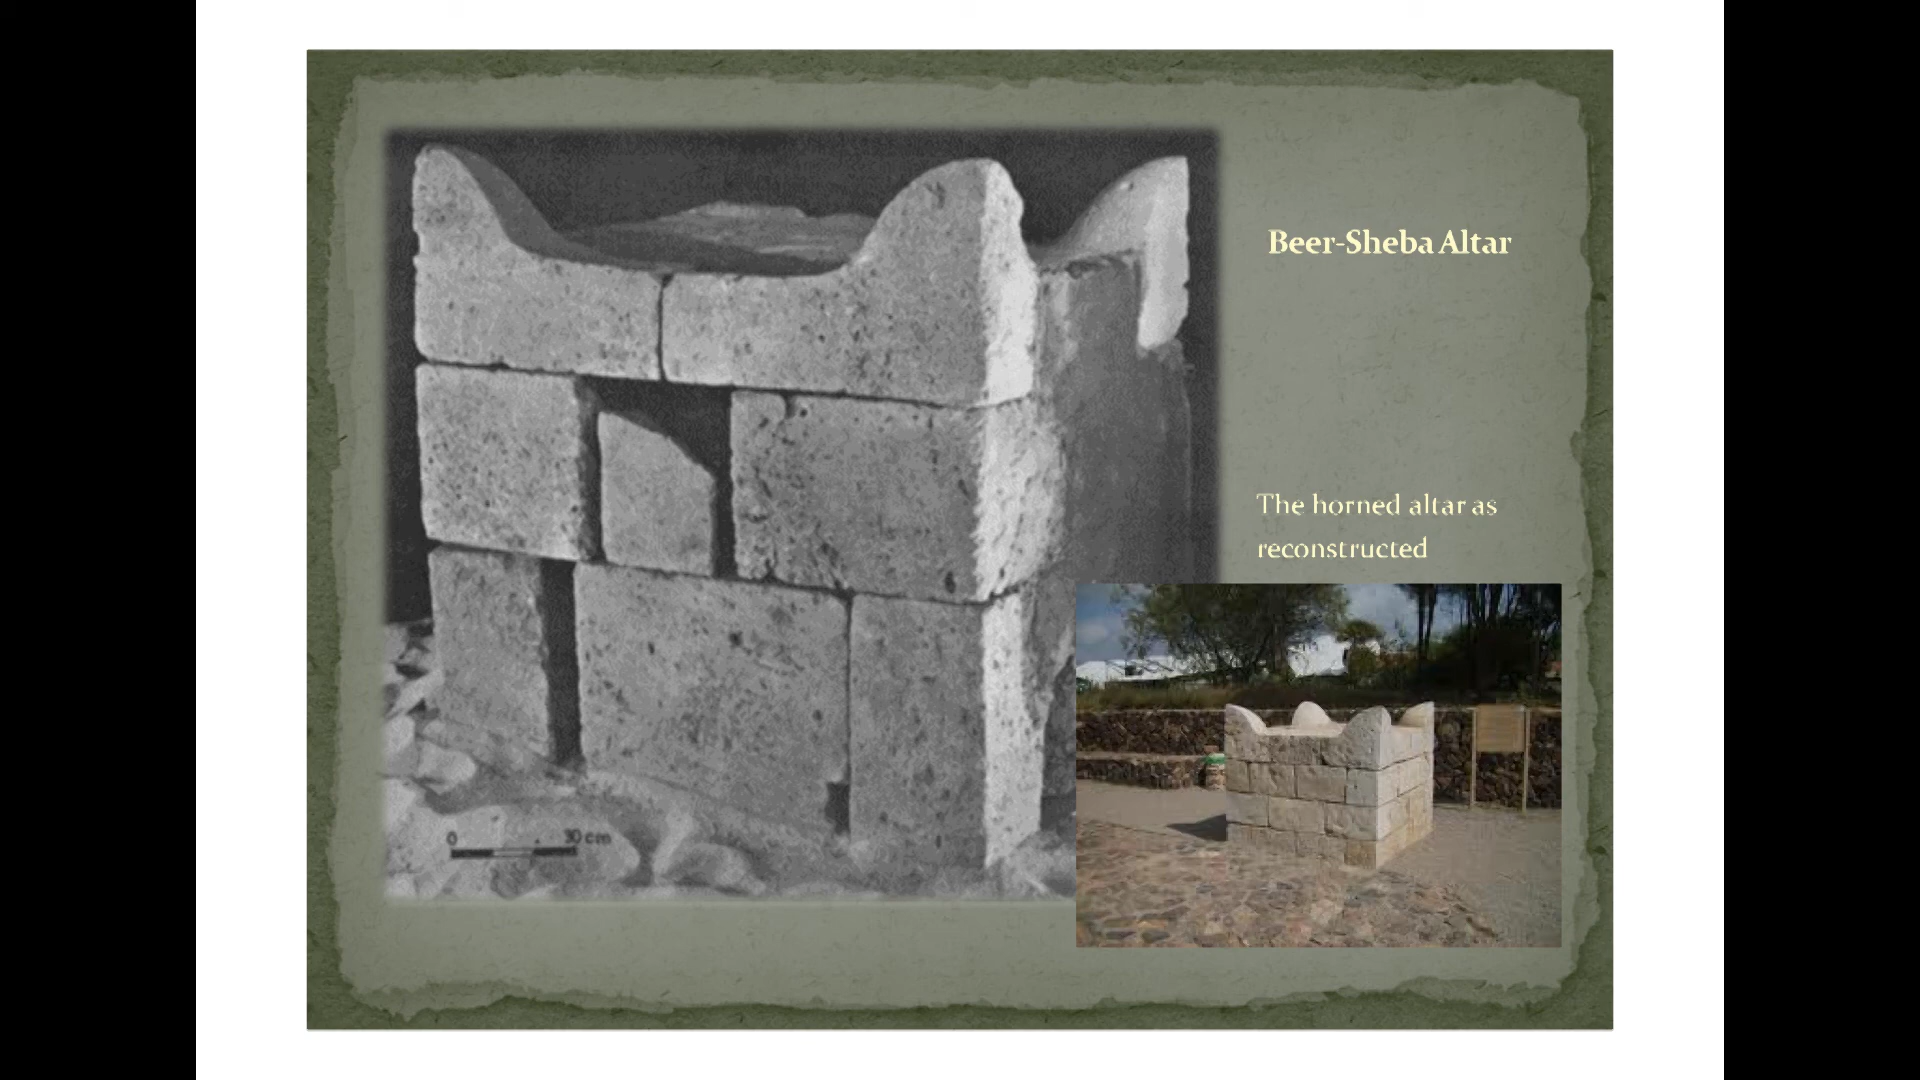 Beer-Sheba Altar
The horned altar as
reconstructed
0 30 cm